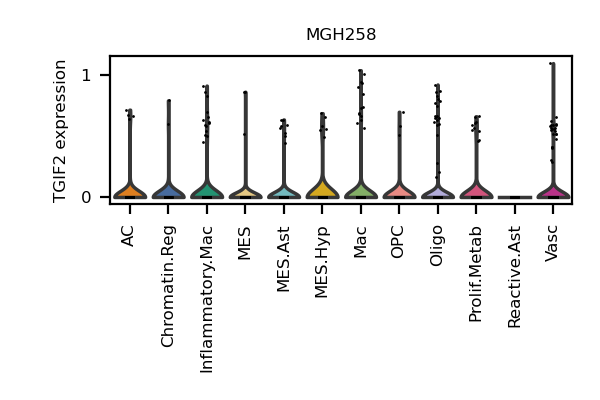 MGH258
TGIF2 expression
1
0
AC
Chromatin.Reg
Inflammatory.Mac
MES
MES.Ast
MES.Hyp
Mac
OPC
Oligo
Prolif.Metab
Reactive.Ast
Vasc